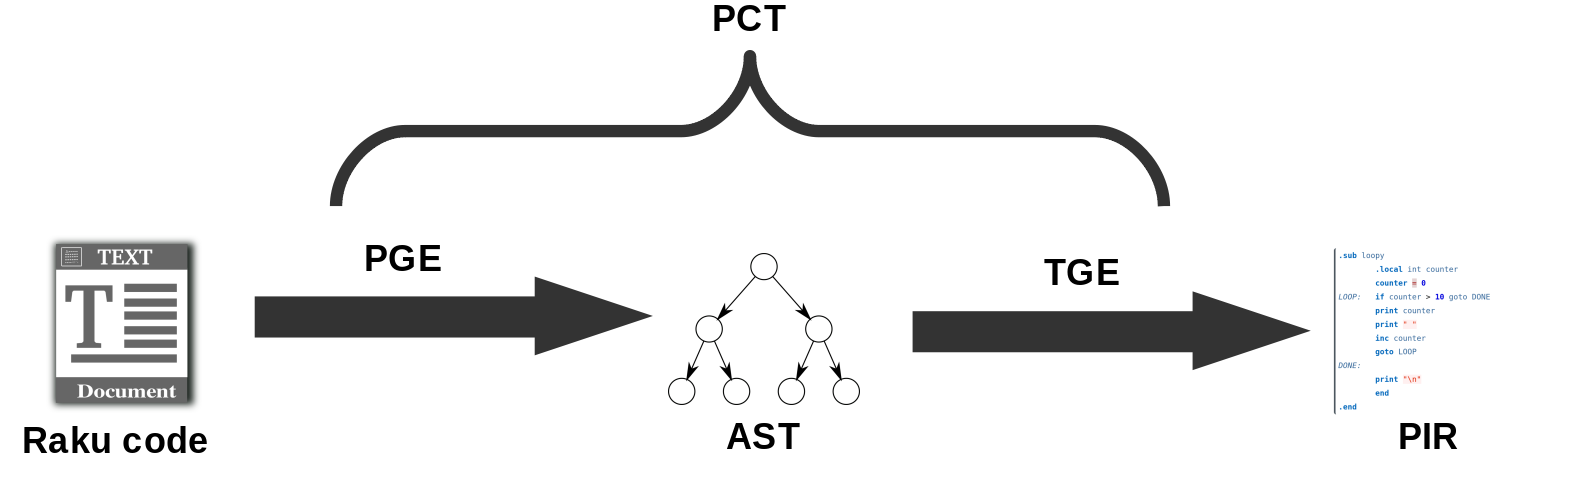 PCT
PGE
TGE
TEXT
T
Document
Raku code
AST
.sub loopy
.local int counter
counter = 0
LOOP: if counter > 10 goto DONE
print counter
print " "
inc counter
goto LOOP
DONE:
print "\n"
end
.end
PIR